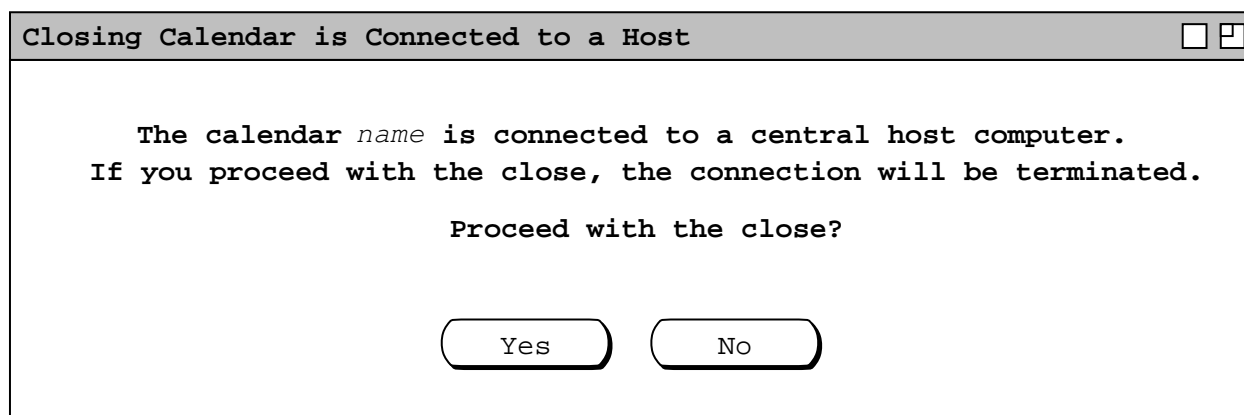 Closing Calendar is Connected to a Host
The calendar name is connected to a central host computer.
If you proceed with the close, the connection will be terminated.
Proceed with the close?
Yes No